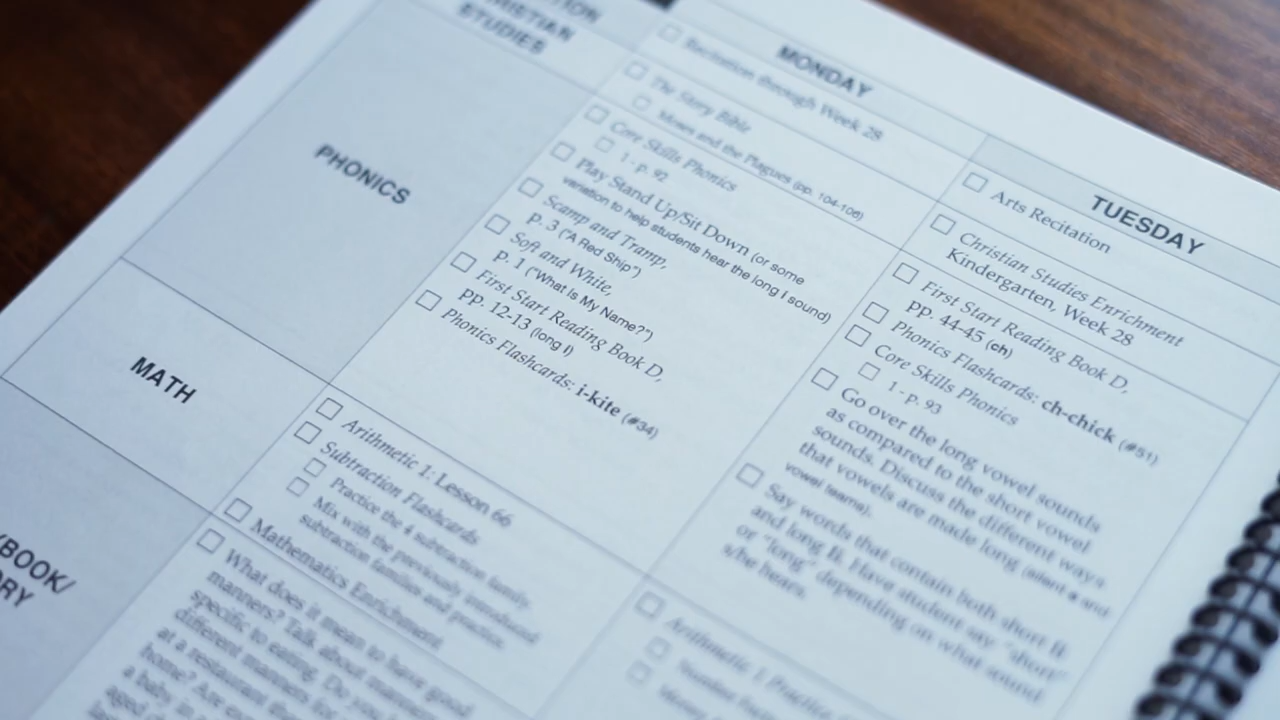 STUDIES
MONDAY
Recitation through Week 28
The Story Bible
Moses and the Plagues (pp. 104-108)
PHONICS
Core Skills Phonics
1 - p. 92
Play Stand Up/Sit Down (or some
variation to help students hear the long I sound)
Scamp and Tramp,
p. 3 ("A Red Ship")
Soft and White,
p. 1 ("What Is My Name?")
First Start Reading Book D,
pp. 12-13 (long I)
Phonics Flashcards: i-kite (#34)
MATH
Arithmetic 1: Lesson 66
Subtraction Flashcards
Practice the 4 subtraction family.
Mix with the previously introduced
subtraction families and practice.
Mathematics Enrichment
BOOK/
What does it mean to have good
manners? Talk about manners
specific to eating. Do you
different manners for
at a restaurant than
home? Are
a baby
aged
TUESDAY
Arts Recitation
Christian Studies Enrichment
Kindergarten, Week 28
First Start Reading Book D,
pp. 44-45 (ch)
Phonics Flashcards: ch-chick (#51)
Core Skills Phonics
1 - p. 93
Go over the long vowel sounds
as compared to the short vowel
sounds. Discuss the different ways
that vowels are made long (silent e and
vowel teams).
Say words that contain both short
and long Have student say "short"
or "long" depending on what sound
s/he hears.
Arithmetic 1 Practice